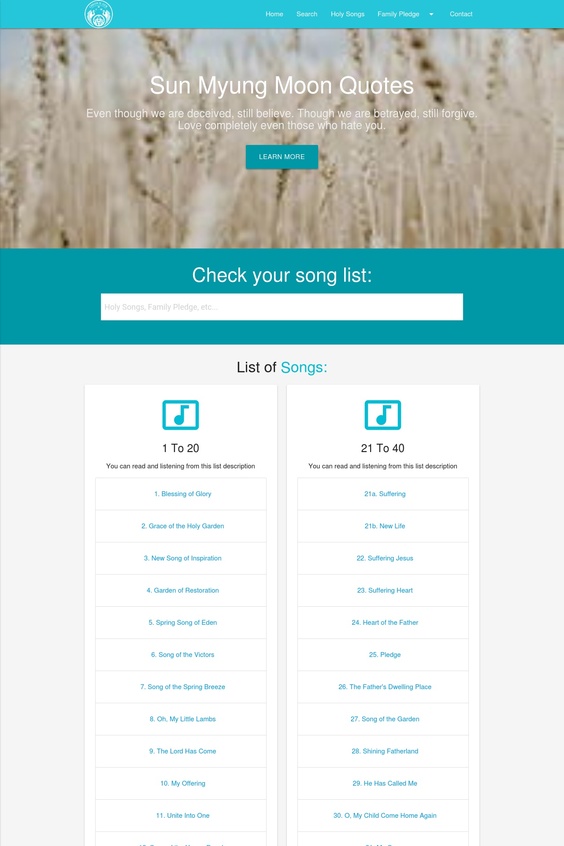 Home
Search
Holy Songs
Family Pledge
Contact
Sun Myung Moon Quotes
Even though we are deceived, still believe. Though we are betrayed, still forgive.
Love completely even those who hate you.
LEARN MORE
Check your song list:
Holy Songs, Family Pledge, etc...
List of Songs:
1 To 20
You can read and listening from this list description
1. Blessing of Glory
2. Grace of the Holy Garden
3. New Song of Inspiration
4. Garden of Restoration
5. Spring Song of Eden
6. Song of the Victors
7. Song of the Spring Breeze
8. Oh, My Little Lambs
9. The Lord Has Come
10. My Offering
11. Unite Into One
21 To 40
You can read and listening from this list description
21a. Suffering
21b. New Life
22. Suffering Jesus
23. Suffering Heart
24. Heart of the Father
25. Pledge
26. The Father's Dwelling Place
27. Song of the Garden
28. Shining Fatherland
29. He Has Called Me
30. O, My Child Come Home Again